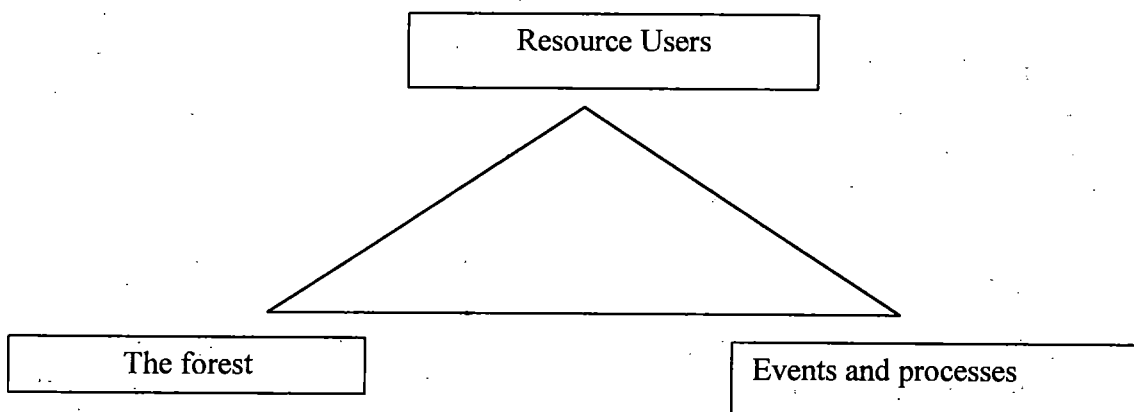 Resource Users
The forest
Events and processes